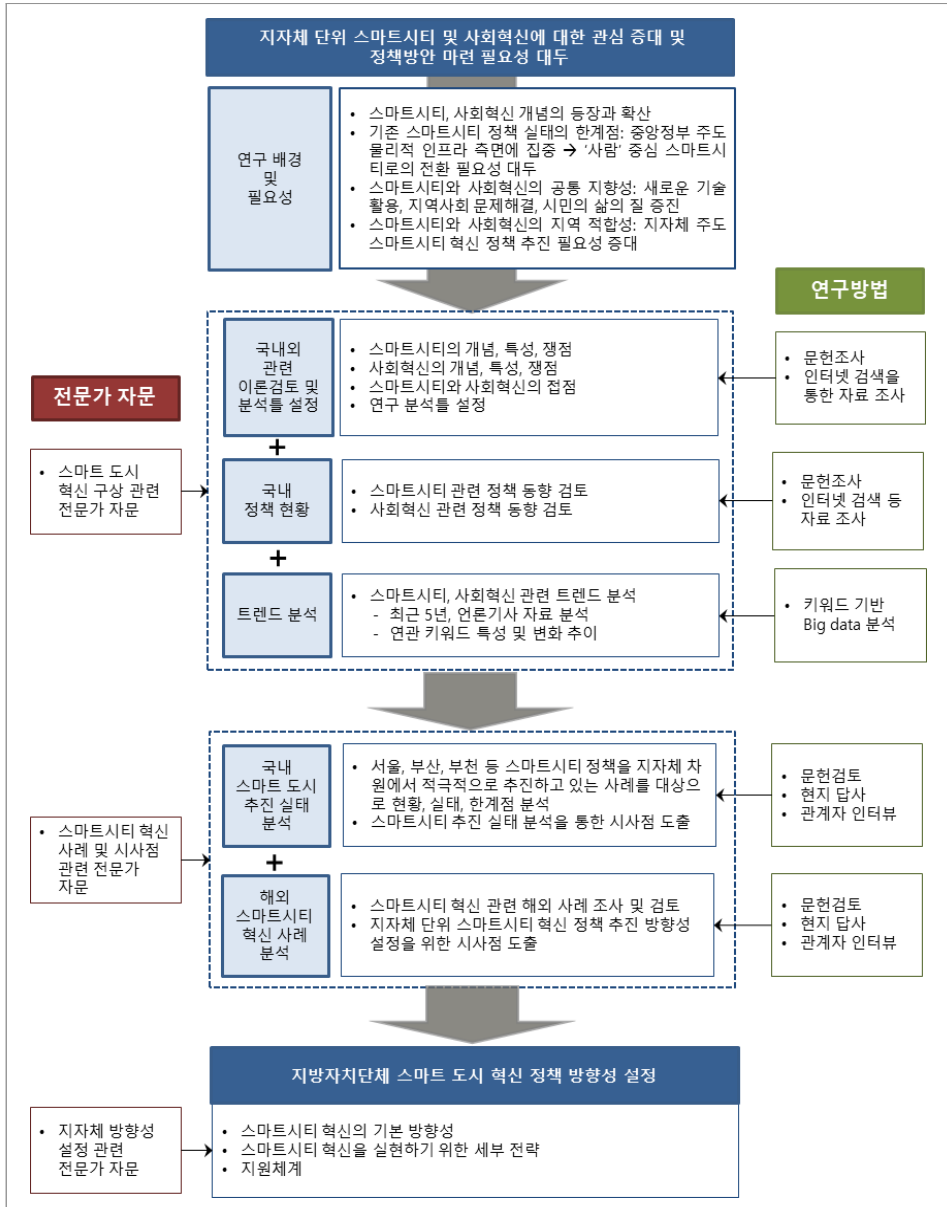 지자체 단위 스마트시티 및 사회혁신에 대한 관심 증대 및
정책방안 마련 필요성 대두
연구 배경
및
필요성
• 스마트시티, 사회혁신 개념의 등장과 확산
• 기존 스마트시티 정책 실태의 한계점: 중앙정부 주도
물리적 인프라 측면에 집중 → ‘사람’ 중심 스마트시
티로의 전환 필요성 대두
• 스마트시티와 사회혁신의 공통 지향성: 새로운 기술
활용, 지역사회 문제해결, 시민의 삶의 질 증진
• 스마트시티와 사회혁신의 지역 적합성: 지자체 주도
스마트시티 혁신 정책 추진 필요성 증대
연구방법
전문가 자문
국내외
관련
이론검토 및
분석틀 설정
• 스마트시티의 개념, 특성, 쟁점
• 사회혁신의 개념, 특성, 쟁점
• 스마트시티와 사회혁신의 접점
• 연구 분석틀 설정
• 문헌조사
• 인터넷 검색을
통한 자료 조사
+
• 스마트 도시
혁신 구상 관련
전문가 자문
국내
정책 현황
• 스마트시티 관련 정책 동향 검토
• 사회혁신 관련 정책 동향 검토
• 문헌조사
• 인터넷 검색 등
자료 조사
+
트렌드 분석
• 스마트시티, 사회혁신 관련 트렌드 분석
- 최근 5년, 언론기사 자료 분석
- 연관 키워드 특성 및 변화 추이
• 키워드 기반
Big data 분석
국내
스마트 도시
추진 실태
분석
• 서울, 부산, 부천 등 스마트시티 정책을 지자체 차
원에서 적극적으로 추진하고 있는 사례를 대상으
로 현황, 실태, 한계점 분석
• 스마트시티 추진 실태 분석을 통한 시사점 도출
• 문헌검토
• 현지 답사
• 관계자 인터뷰
• 스마트시티 혁신
사례 및 시사점
관련 전문가
자문
+
해외
스마트시티
혁신 사례
분석
• 스마트시티 혁신 관련 해외 사례 조사 및 검토
• 지자체 단위 스마트시티 혁신 정책 추진 방향성
설정을 위한 시사점 도출
• 문헌검토
• 현지 답사
• 관계자 인터뷰
지방자치단체 스마트 도시 혁신 정책 방향성 설정
• 지자체 방향성
설정 관련
전문가 자문
• 스마트시티 혁신의 기본 방향성
• 스마트시티 혁신을 실현하기 위한 세부 전략
• 지원체계